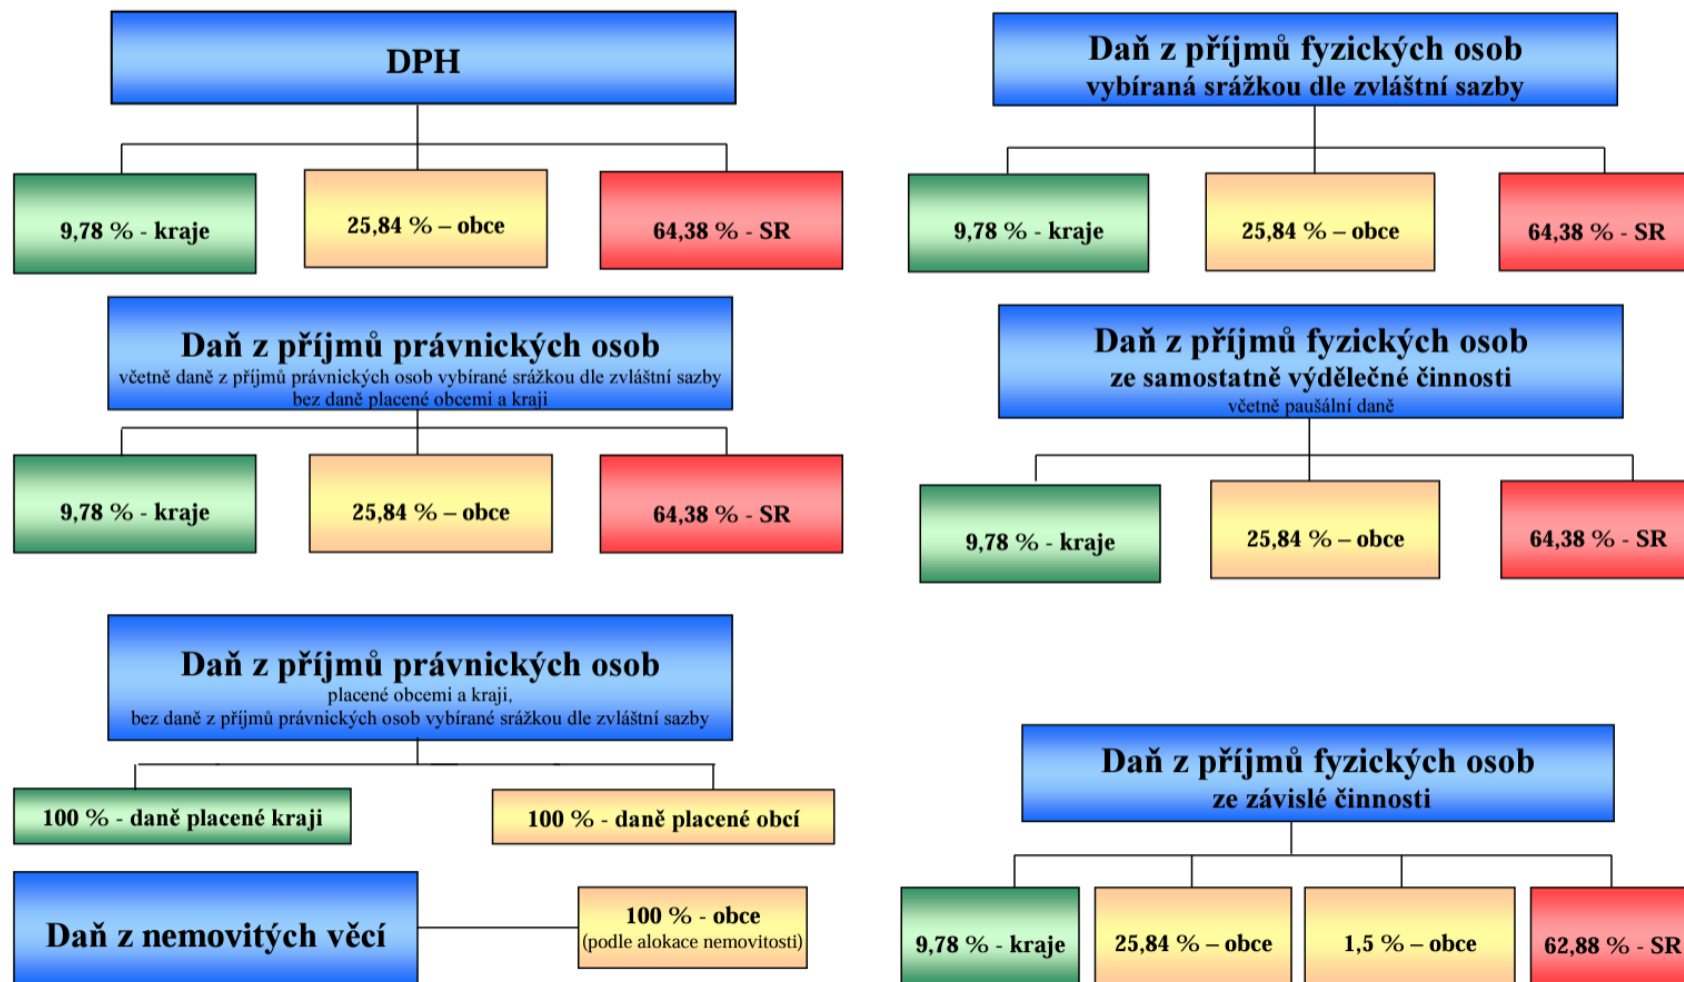 DPH
9,78 % - kraje
25,84 % – obce
64,38 % - SR
Daň z příjmů fyzických osob
vybíraná srážkou dle zvláštní sazby
9,78 % - kraje
25,84 % – obce
64,38 % - SR
Daň z příjmů právnických osob
včetně daně z příjmů právnických osob vybírané srážkou dle zvláštní sazby
bez daně placené obcemi a kraji
9,78 % - kraje
25,84 % – obce
64,38 % - SR
Daň z příjmů fyzických osob
ze samostatně výdělečné činnosti
včetně paušální daně
9,78 % - kraje
25,84 % – obce
64,38 % - SR
Daň z příjmů právnických osob
placené obcemi a kraji,
bez daně z příjmů právnických osob vybírané srážkou dle zvláštní sazby
100 % - daně placené kraji
100 % - daně placené obcí
Daň z nemovitých věcí
100 % - obce
(podle alokace nemovitosti)
Daň z příjmů fyzických osob
ze závislé činnosti
9,78 % - kraje
25,84 % – obce
1,5 % – obce
62,88 % - SR